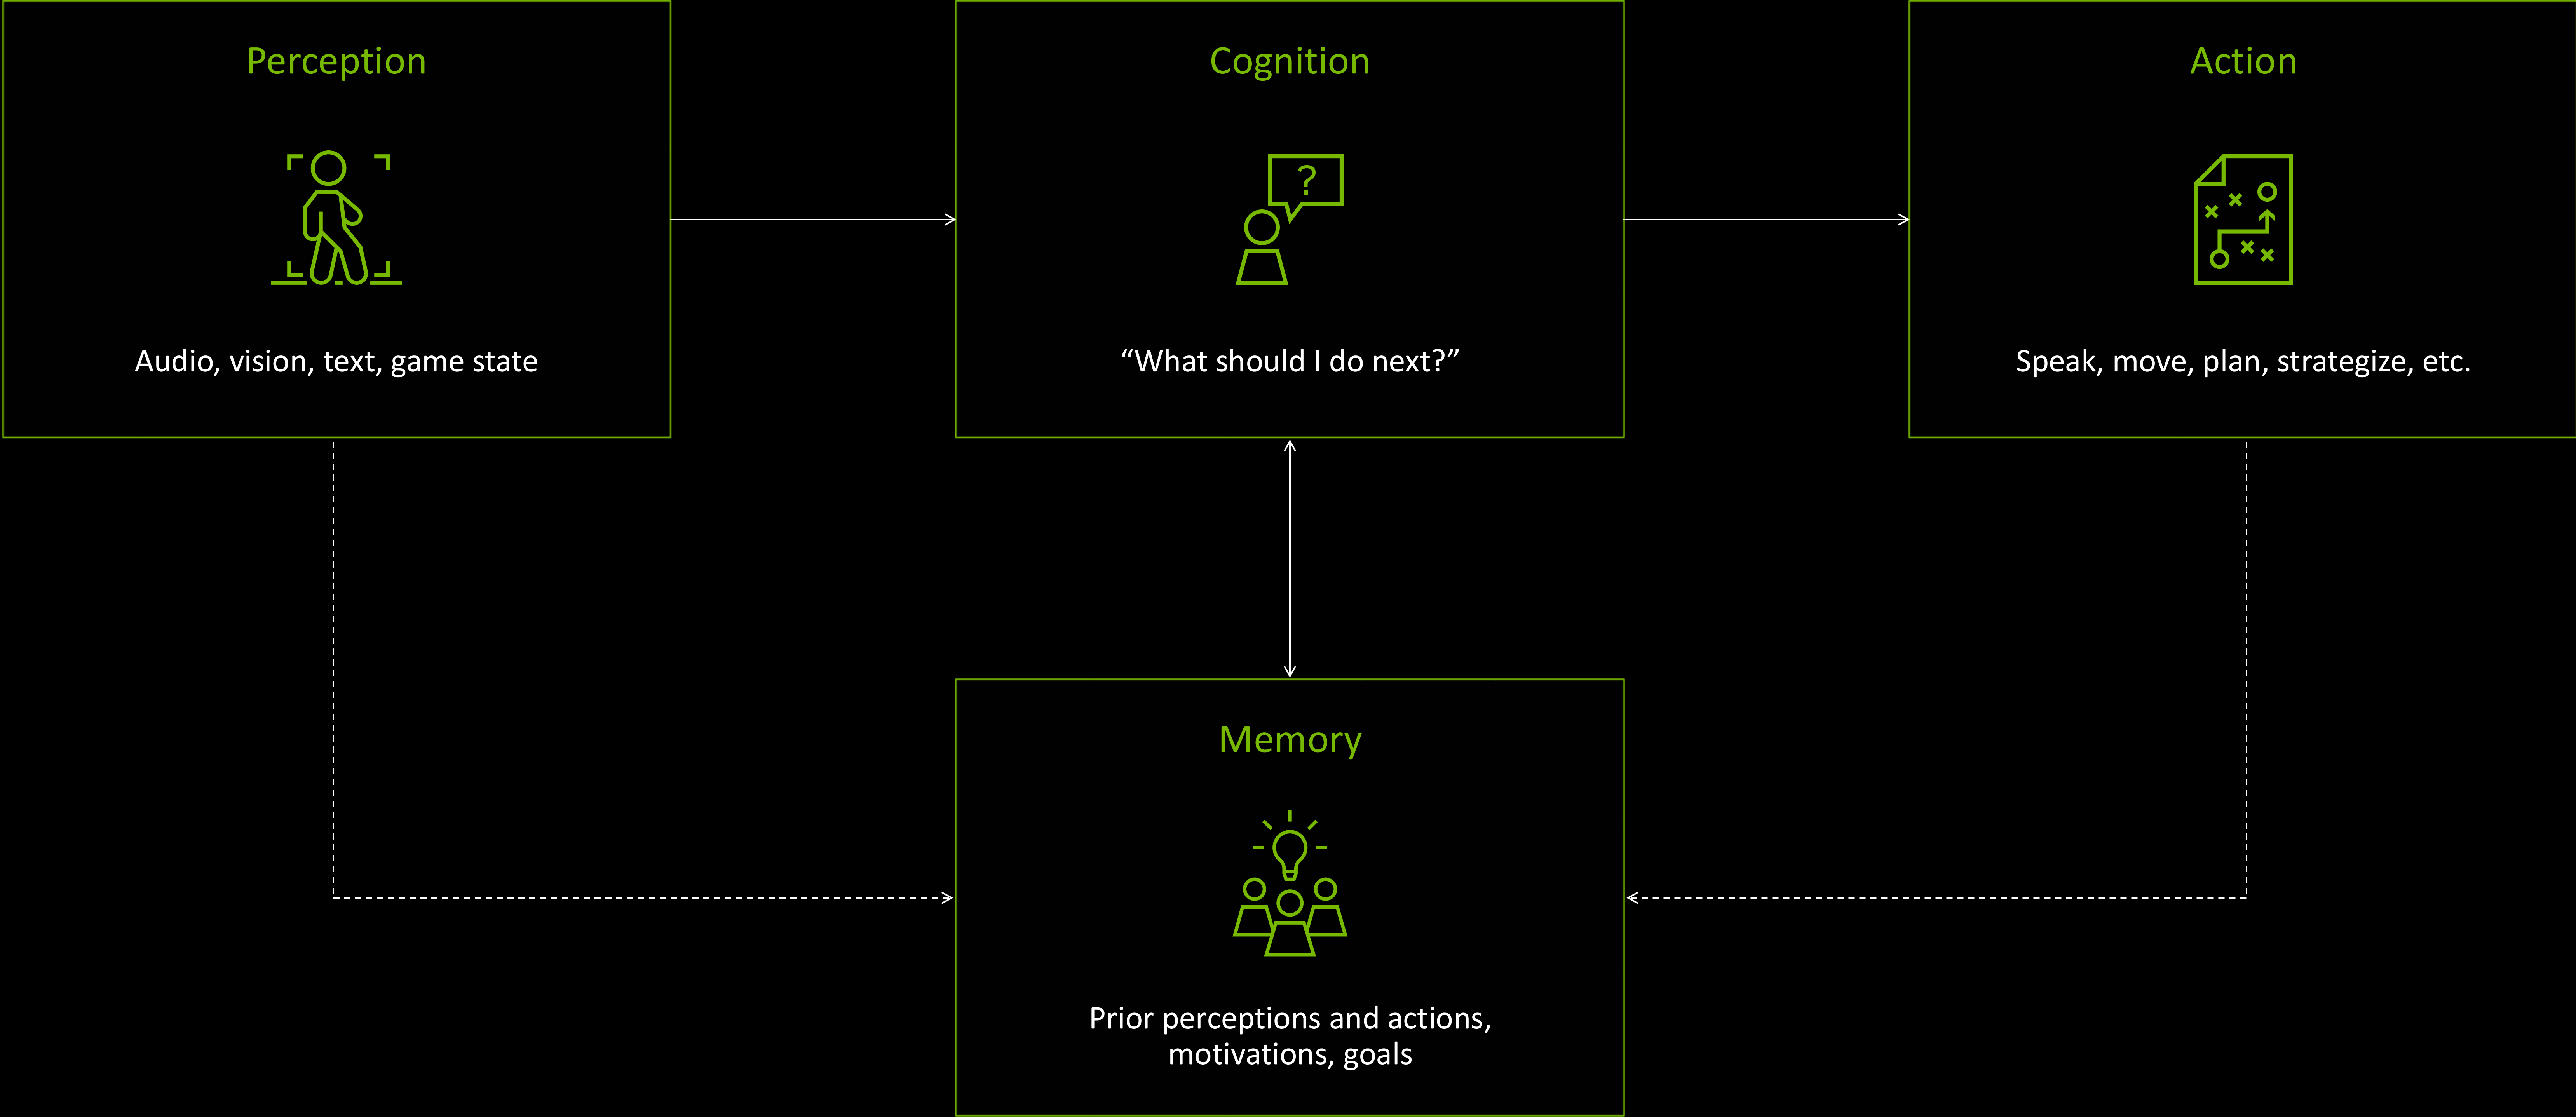 Perception
Audio, vision, text, game state
Cognition
?
“What should I do next?”
Action
Speak, move, plan, strategize, etc.
Memory
Prior perceptions and actions,
motivations, goals